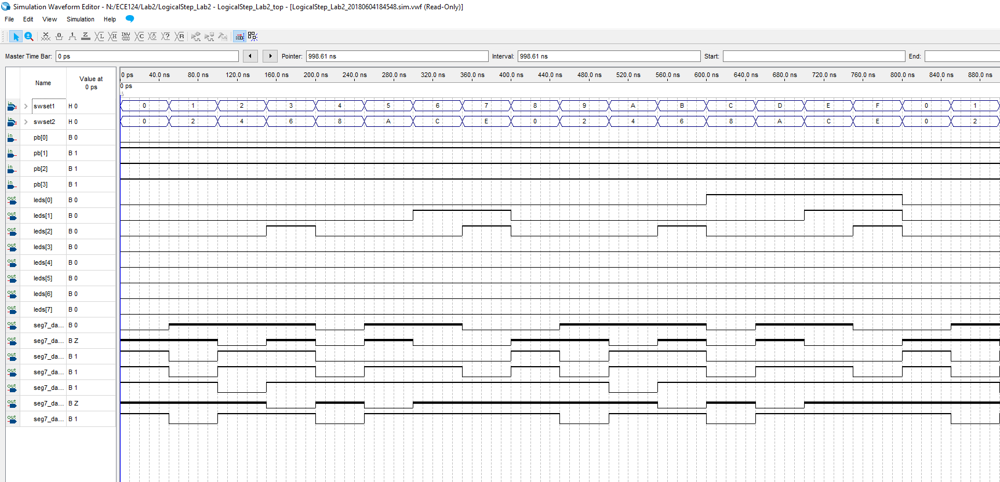 Simulation Waveform Editor - N:/ECE124/Lab2/LogicalStep_Lab2 - LogicalStep_Lab2_top - [LogicalStep_Lab2_20180604184548.sim.vwf (Read-Only)]
File Edit View Simulation Help
Master Time Bar: 0 ps Pointer: 998.61 ns Interval: 998.61 ns Start: End:
Name Value at 0 ps
0 ps 40.0 ns 80.0 ns 120.0 ns 160.0 ns 200.0 ns 240.0 ns 280.0 ns 320.0 ns 360.0 ns 400.0 ns 440.0 ns 480.0 ns 520.0 ns 560.0 ns 600.0 ns 640.0 ns 680.0 ns 720.0 ns 760.0 ns 800.0 ns 840.0 ns 880.0 ns
0 ps
in swset1 H 0 0 1 2 3 4 5 6 7 8 9 A B C D E F 0 1
in swset2 H 0 0 2 4 6 8 A C E 0 2 4 6 8 A C E 0 2
in pb[0] B 0
in pb[1] B 1
in pb[2] B 1
in pb[3] B 1
out leds[0] B 0
out leds[1] B 0
out leds[2] B 0
out leds[3] B 0
out leds[4] B 0
out leds[5] B 0
out leds[6] B 0
out leds[7] B 0
out seg7_da... B 0
out seg7_da... B Z
out seg7_da... B 1
out seg7_da... B 1
out seg7_da... B 1
out seg7_da... B Z
out seg7_da... B 1